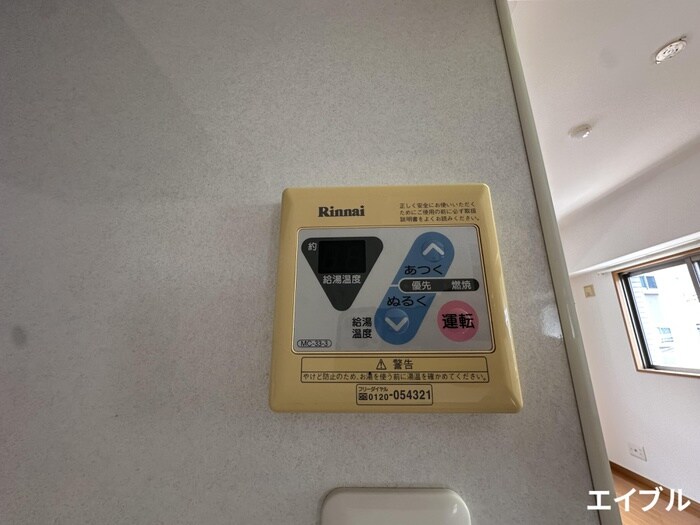 Rinnai
正しく安全にお使いいただく
ためにご使用の前に必ず取扱
説明書をよくお読みください。
約
給湯温度
あつく
優先 燃焼
ぬるく
給湯
温度
運転
MC-33-3
⚠ 警告
やけど防止のため、お湯を使う前に湯温を確かめてください。
フリーダイヤル
0120-054321
エイブル